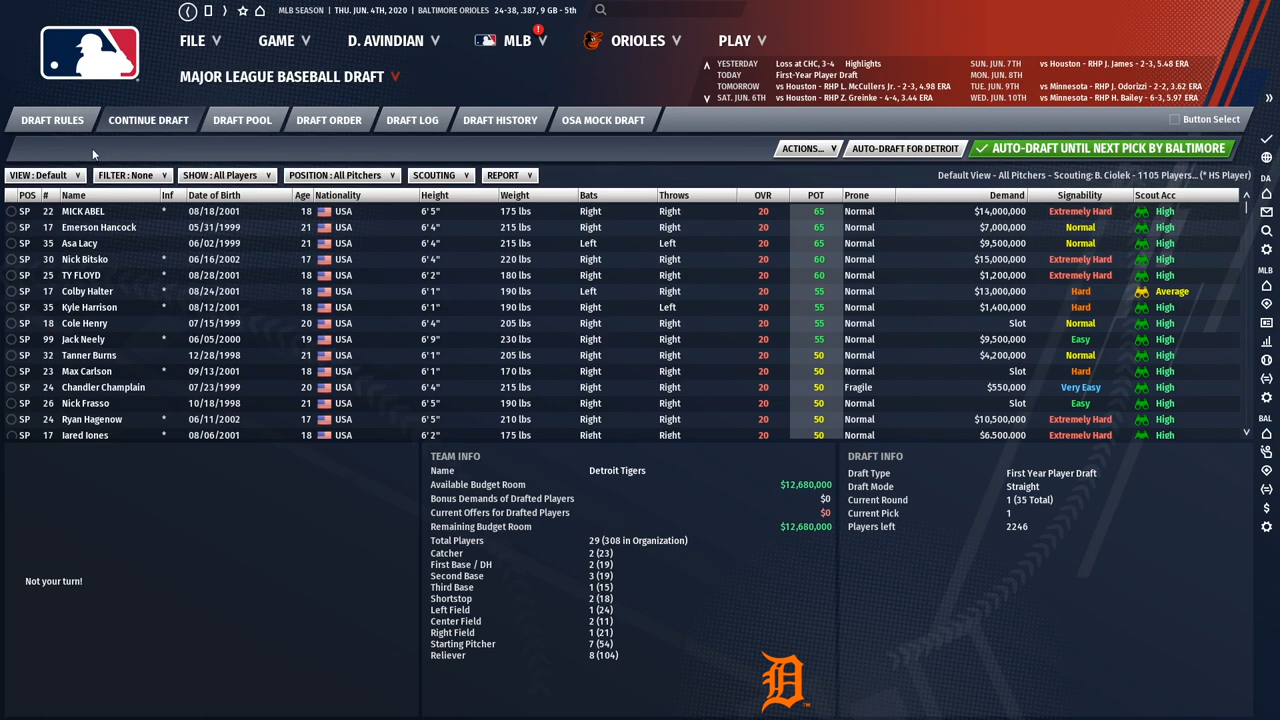 MLB SEASON | THU. JUN. 4TH, 2020 | BALTIMORE ORIOLES 24-38, .387, 9 GB - 5th
FILE GAME D. AVINDIAN MLB ! ORIOLES PLAY
MAJOR LEAGUE BASEBALL DRAFT
YESTERDAY Loss at CHC, 3-4 Highlights SUN. JUN. 7TH vs Houston - RHP J. James - 2-3, 5.48 ERA
TODAY First-Year Player Draft MON. JUN. 8TH
TOMORROW vs Houston - RHP L. McCullers Jr. - 2-3, 4.98 ERA TUE. JUN. 9TH vs Minnesota - RHP J. Odorizzi - 2-2, 3.62 ERA
SAT. JUN. 6TH vs Houston - RHP Z. Greinke - 4-4, 3.44 ERA WED. JUN. 10TH vs Minnesota - RHP H. Bailey - 6-3, 5.97 ERA
DRAFT RULES CONTINUE DRAFT DRAFT POOL DRAFT ORDER DRAFT LOG DRAFT HISTORY OSA MOCK DRAFT Button Select
ACTIONS... AUTO-DRAFT FOR DETROIT AUTO-DRAFT UNTIL NEXT PICK BY BALTIMORE
VIEW : Default FILTER : None SHOW : All Players POSITION : All Pitchers SCOUTING REPORT Default View - All Pitchers - Scouting: B. Ciolek - 1105 Players... (* HS Player)
POS # Name Inf Date of Birth Age Nationality Height Weight Bats Throws OVR POT Prone Demand Signability Scout Acc
SP 22 MICK ABEL * 08/18/2001 18 USA 6' 5" 175 lbs Right Right 20 65 Normal $14,000,000 Extremely Hard High
SP 17 Emerson Hancock 05/31/1999 21 USA 6' 4" 215 lbs Right Right 20 65 Normal $7,000,000 Normal High
SP 35 Asa Lacy 06/02/1999 21 USA 6' 4" 215 lbs Left Left 20 65 Normal $9,500,000 Normal High
SP 30 Nick Bitsko * 06/16/2002 17 USA 6' 4" 220 lbs Right Right 20 60 Normal $15,000,000 Extremely Hard High
SP 25 TY FLOYD * 08/28/2001 18 USA 6' 2" 180 lbs Right Right 20 60 Normal $1,200,000 Extremely Hard High
SP 17 Colby Halter * 08/24/2001 18 USA 6' 1" 190 lbs Left Right 20 55 Normal $13,000,000 Hard Average
SP 35 Kyle Harrison * 08/12/2001 18 USA 6' 1" 190 lbs Right Left 20 55 Normal $1,400,000 Hard High
SP 18 Cole Henry 07/15/1999 20 USA 6' 4" 205 lbs Right Right 20 55 Normal Slot Normal High
SP 99 Jack Neely * 06/05/2000 19 USA 6' 9" 230 lbs Right Right 20 55 Normal $9,500,000 Easy High
SP 32 Tanner Burns 12/28/1998 21 USA 6' 1" 205 lbs Right Right 20 50 Normal $4,200,000 Normal High
SP 23 Max Carlson * 09/13/2001 18 USA 6' 1" 170 lbs Right Right 20 50 Normal Slot Hard High
SP 24 Chandler Champlain 07/23/1999 20 USA 6' 4" 215 lbs Right Right 20 50 Fragile $550,000 Very Easy High
SP 26 Nick Frasso 10/18/1998 21 USA 6' 5" 190 lbs Right Right 20 50 Normal Slot Easy High
SP 24 Ryan Hagenow * 06/11/2002 17 USA 6' 5" 210 lbs Right Right 20 50 Normal $10,500,000 Extremely Hard High
SP 17 Jared Jones * 08/06/2001 18 USA 6' 2" 175 lbs Right Right 20 50 Normal $6,500,000 Extremely Hard High
Not your turn!
TEAM INFO
Name Detroit Tigers
Available Budget Room $12,680,000
Bonus Demands of Drafted Players $0
Current Offers for Drafted Players $0
Remaining Budget Room $12,680,000
Total Players 29 (308 in Organization)
Catcher 2 (23)
First Base / DH 2 (19)
Second Base 3 (19)
Third Base 1 (15)
Shortstop 2 (18)
Left Field 1 (24)
Center Field 2 (11)
Right Field 1 (21)
Starting Pitcher 7 (54)
Reliever 8 (104)
DRAFT INFO
Draft Type First Year Player Draft
Draft Mode Straight
Current Round 1 (35 Total)
Current Pick 1
Players left 2246
DA
MLB
BAL